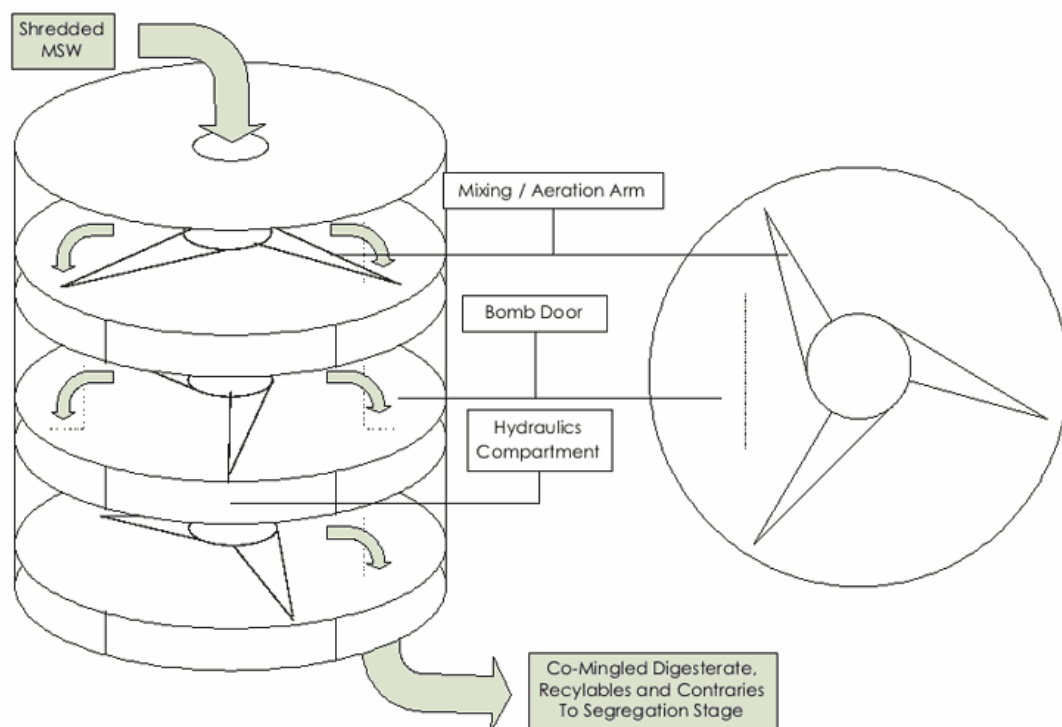 Shredded
MSW
Mixing / Aeration Arm
Bomb Door
Hydraulics
Compartment
Co-Mingled Digesterate,
Recylables and Contraries
To Segregation Stage